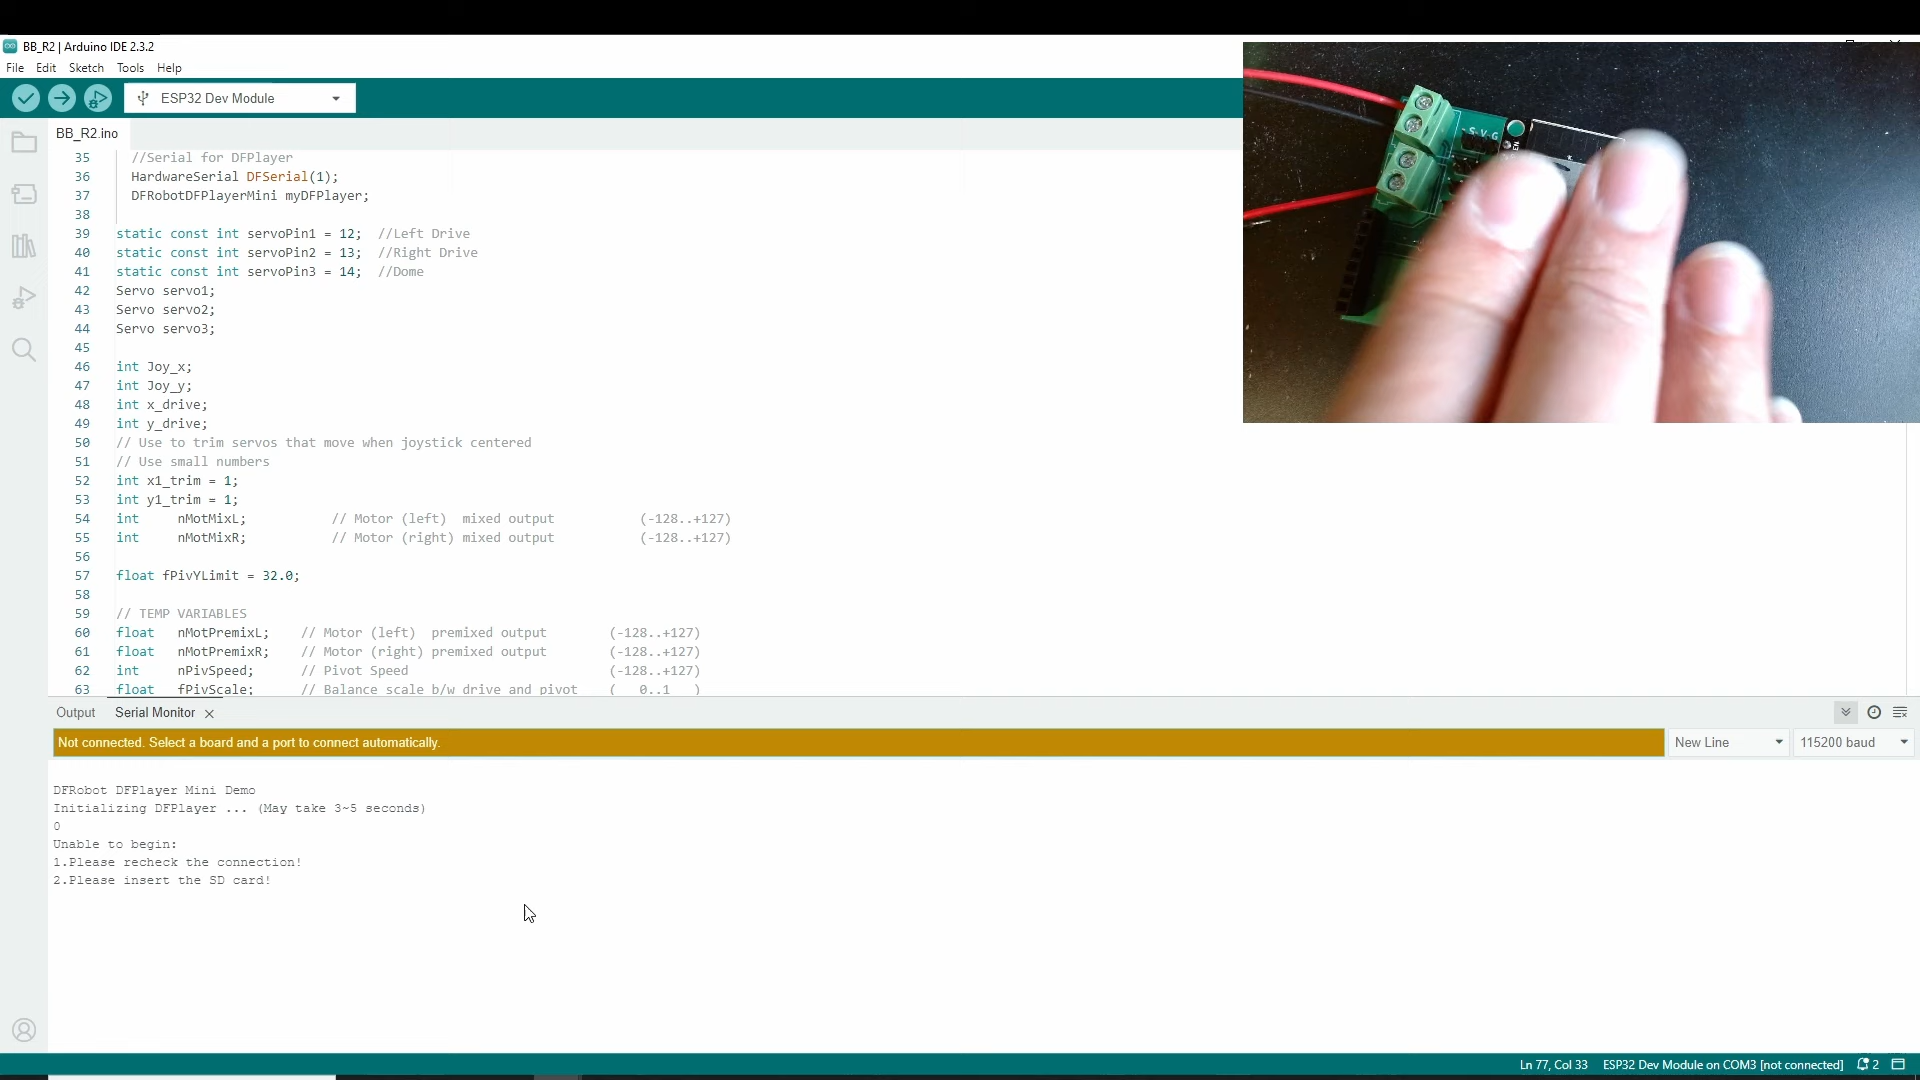 BB_R2 | Arduino IDE 2.3.2
File Edit Sketch Tools Help
ESP32 Dev Module
BB_R2.ino
35 //Serial for DFPlayer
36 HardwareSerial DFSerial(1);
37 DFRobotDFPlayerMini myDFPlayer;
38
39 static const int servoPin1 = 12; //Left Drive
40 static const int servoPin2 = 13; //Right Drive
41 static const int servoPin3 = 14; //Dome
42 Servo servo1;
43 Servo servo2;
44 Servo servo3;
45
46 int Joy_x;
47 int Joy_y;
48 int x_drive;
49 int y_drive;
50 // Use to trim servos that move when joystick centered
51 // Use small numbers
52 int x1_trim = 1;
53 int y1_trim = 1;
54 int nMotMixL; // Motor (left) mixed output (-128..+127)
55 int nMotMixR; // Motor (right) mixed output (-128..+127)
56
57 float fPivYLimit = 32.0;
58
59 // TEMP VARIABLES
60 float nMotPremixL; // Motor (left) premixed output (-128..+127)
61 float nMotPremixR; // Motor (right) premixed output (-128..+127)
62 int nPivSpeed; // Pivot Speed (-128..+127)
63 float fPivScale; // Balance scale b/w drive and pivot ( 0..1 )
S-V-G
EN
Output Serial Monitor
Not connected. Select a board and a port to connect automatically.
New Line 115200 baud
DFRobot DFPlayer Mini Demo
Initializing DFPlayer ... (May take 3~5 seconds)
0
Unable to begin:
1.Please recheck the connection!
2.Please insert the SD card!
Ln 77, Col 33 ESP32 Dev Module on COM3 [not connected] 2